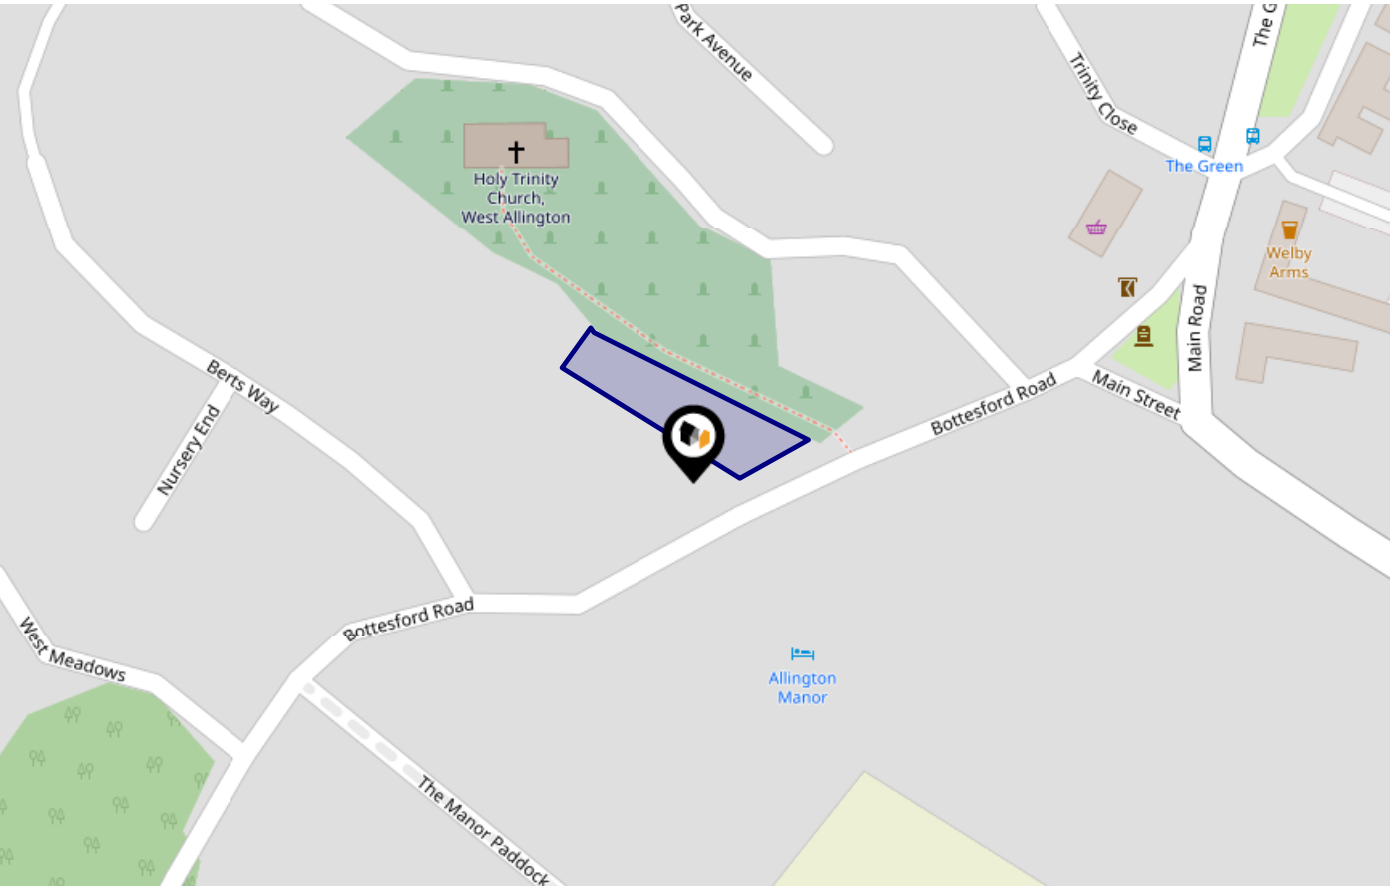 Park Avenue
The G
Trinity Close
The Green
Holy Trinity
Church,
West Allington
Welby
Arms
Main Road
Berts Way
Nursery End
Bottesford Road
Main Street
Bottesford Road
West Meadows
Allington
Manor
The Manor Paddock